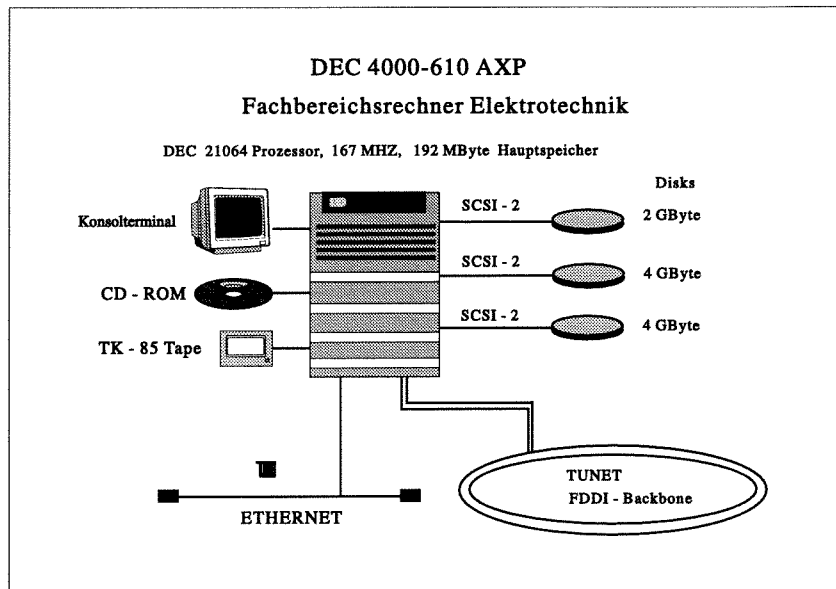 DEC 4000-610 AXP
Fachbereichsrechner Elektrotechnik
DEC 21064 Prozessor, 167 MHZ, 192 MByte Hauptspeicher
Disks
Konsolterminal
SCSI - 2
2 GByte
CD - ROM
SCSI - 2
4 GByte
TK - 85 Tape
SCSI - 2
4 GByte
ETHERNET
TUNET
FDDI - Backbone